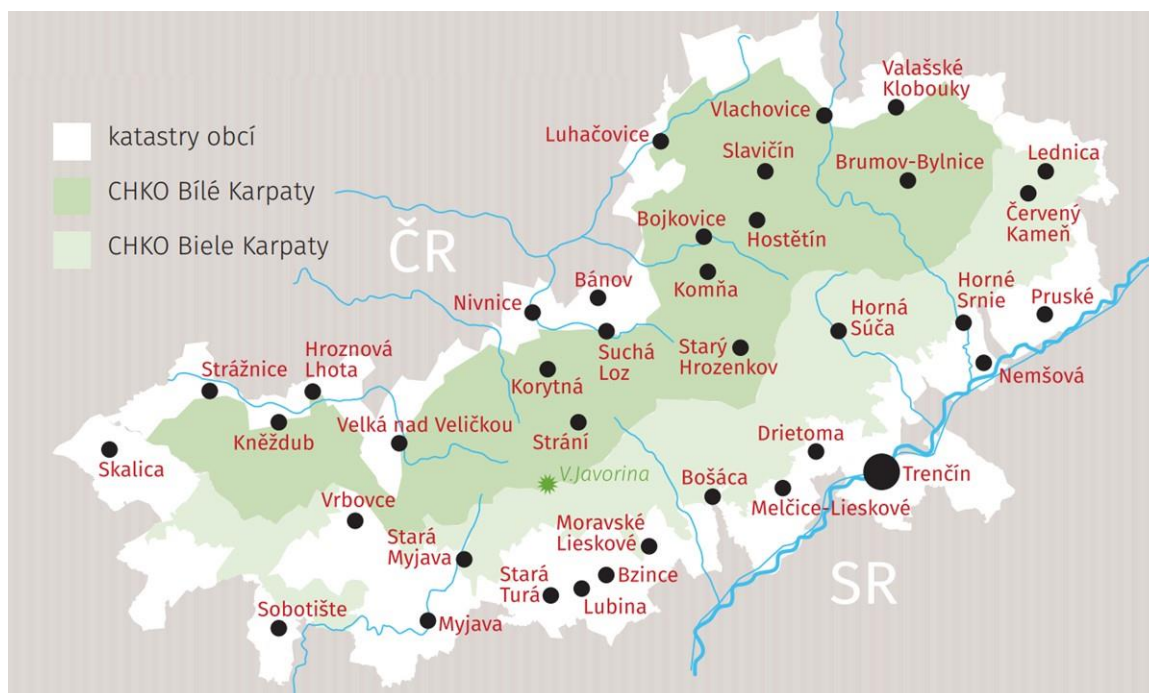 katastry obcí
CHKO Bílé Karpaty
CHKO Biele Karpaty
ČR
SR
Valašské
Klobouky
Vlachovice
Luhačovice
Slavičín
Brumov-Bylnice
Lednica
Červený
Kameň
Bojkovice
Hostětín
Komňa
Bánov
Nivnice
Horná
Súča
Horné
Srnie
Pruské
Suchá
Loz
Starý
Hrozenkov
Nemšová
Hroznová
Lhota
Strážnice
Korytná
Kněždub
Velká nad Veličkou
Strání
Drietoma
Skalica
V.Javorina
Bošáca
Trenčín
Melčice-Lieskové
Vrbovce
Moravské
Lieskové
Stará
Myjava
Stará
Turá
Bzince
Lubina
Sobotište
Myjava